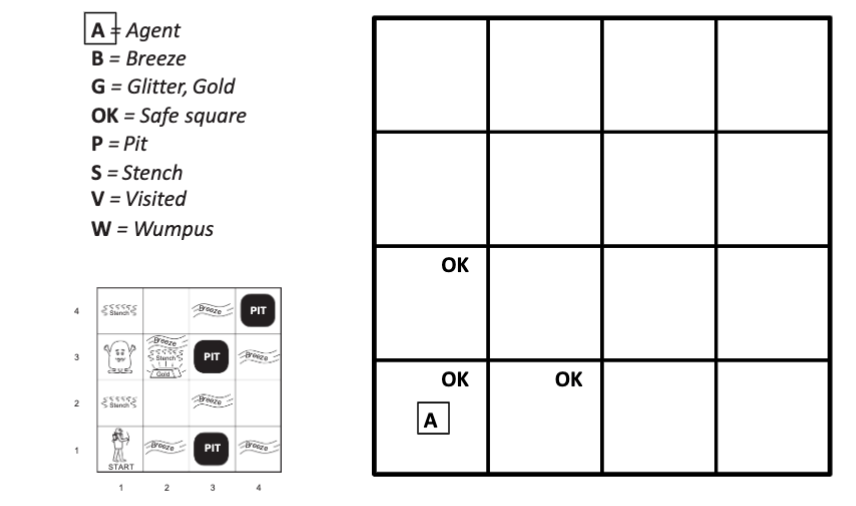 A = Agent
B = Breeze
G = Glitter, Gold
OK = Safe square
P = Pit
S = Stench
V = Visited
W = Wumpus
4
Stench
Breeze
PIT
3
Breeze
Stench
Gold
PIT
Breeze
2
Stench
Breeze
1
START
Breeze
PIT
Breeze
1 2 3 4
OK
OK OK
A